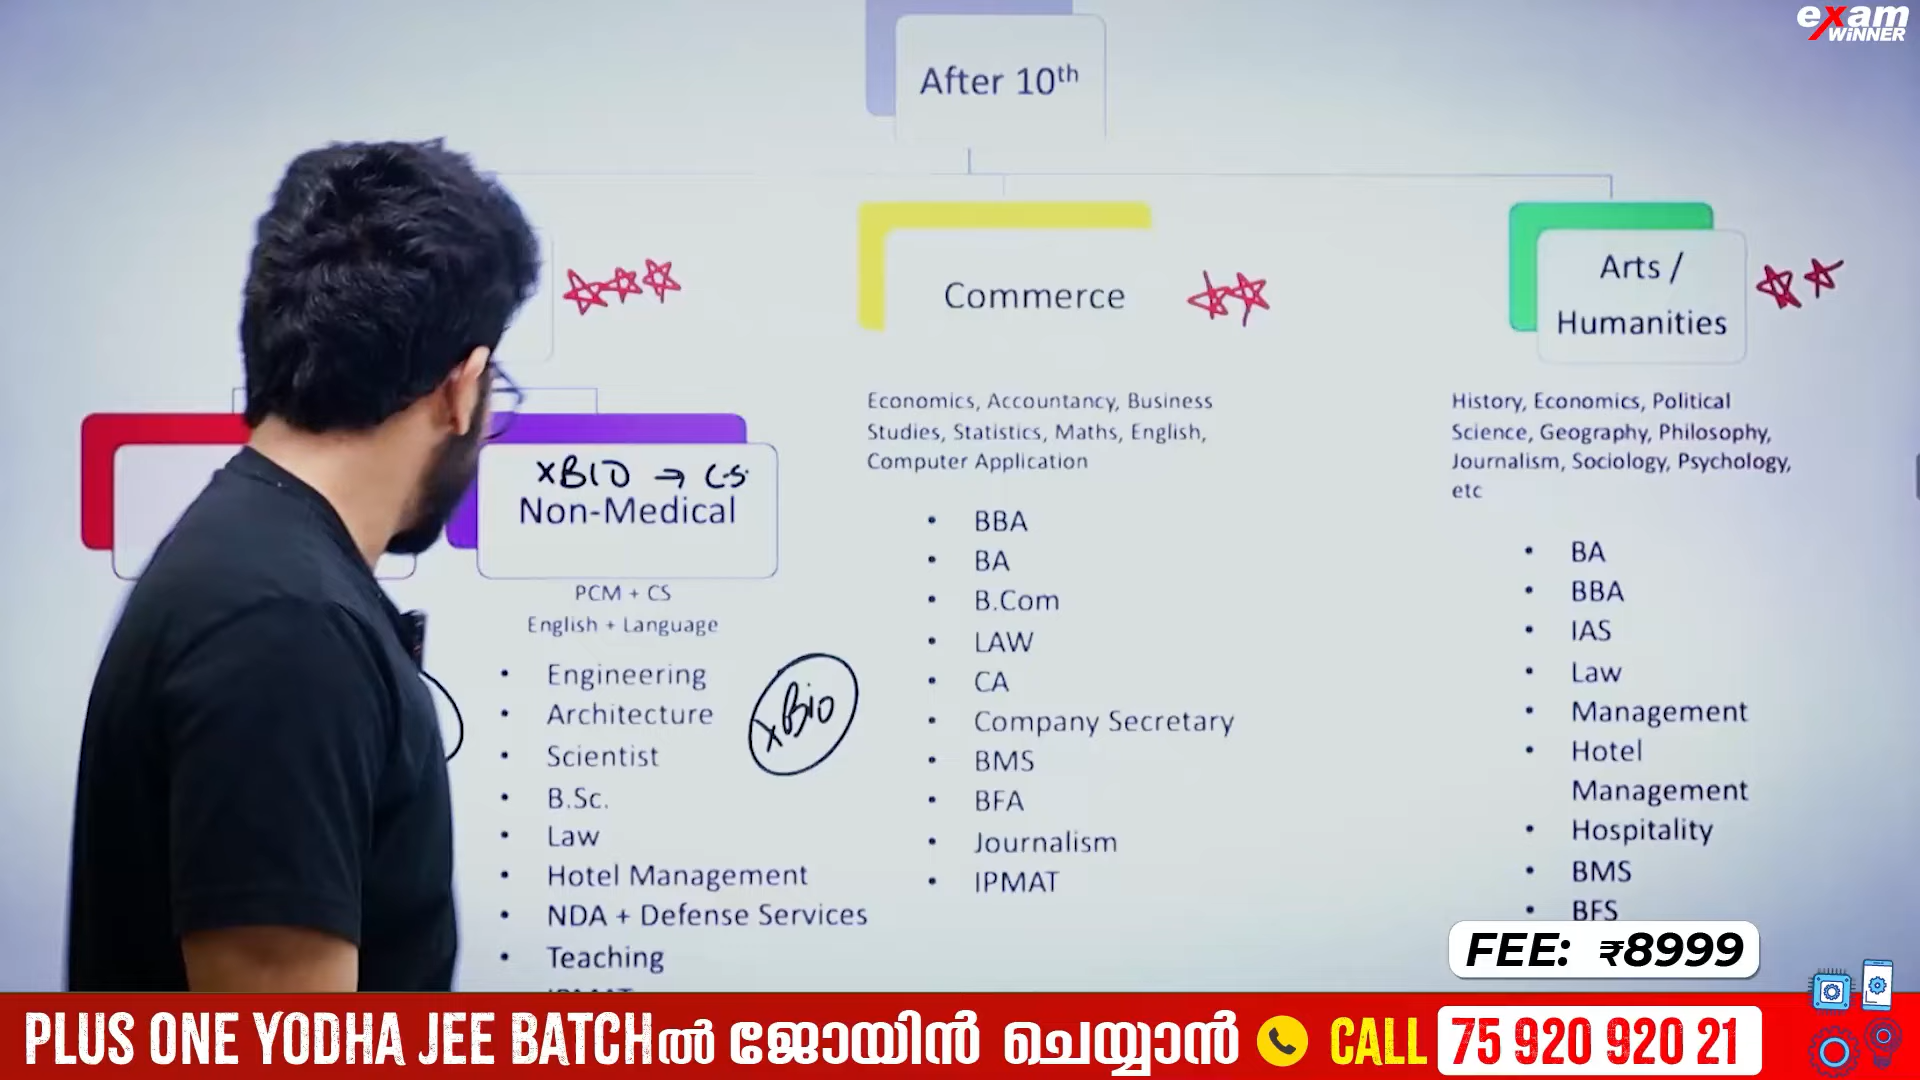 exam
WiNNER
After 10th
Commerce
Arts /
Humanities
Economics, Accountancy, Business
Studies, Statistics, Maths, English,
Computer Application
History, Economics, Political
Science, Geography, Philosophy,
Journalism, Sociology, Psychology,
etc
xBIO → CS
Non-Medical
PCM + CS
English + Language
• Engineering
• Architecture
• Scientist
• B.Sc.
• Law
• Hotel Management
• NDA + Defense Services
• Teaching
xBio
• BBA
• BA
• B.Com
• LAW
• CA
• Company Secretary
• BMS
• BFA
• Journalism
• IPMAT
• BA
• BBA
• IAS
• Law
• Management
• Hotel
Management
• Hospitality
• BMS
• BFS
FEE: ₹8999
PLUS ONE YODHA JEE BATCHൽ ജോയിൻ ചെയ്യാൻ CALL 75 920 920 21